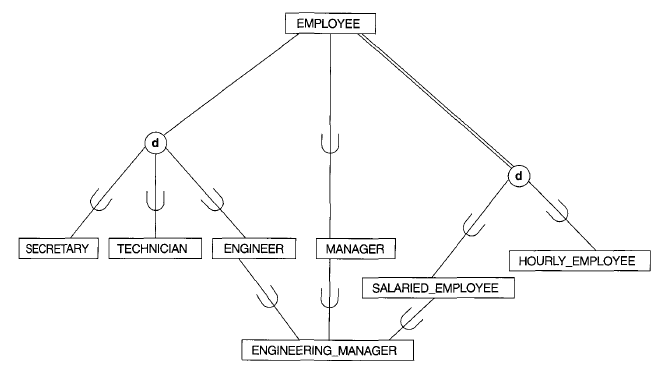 EMPLOYEE
d
d
SECRETARY
TECHNICIAN
ENGINEER
MANAGER
HOURLY_EMPLOYEE
SALARIED_EMPLOYEE
ENGINEERING_MANAGER